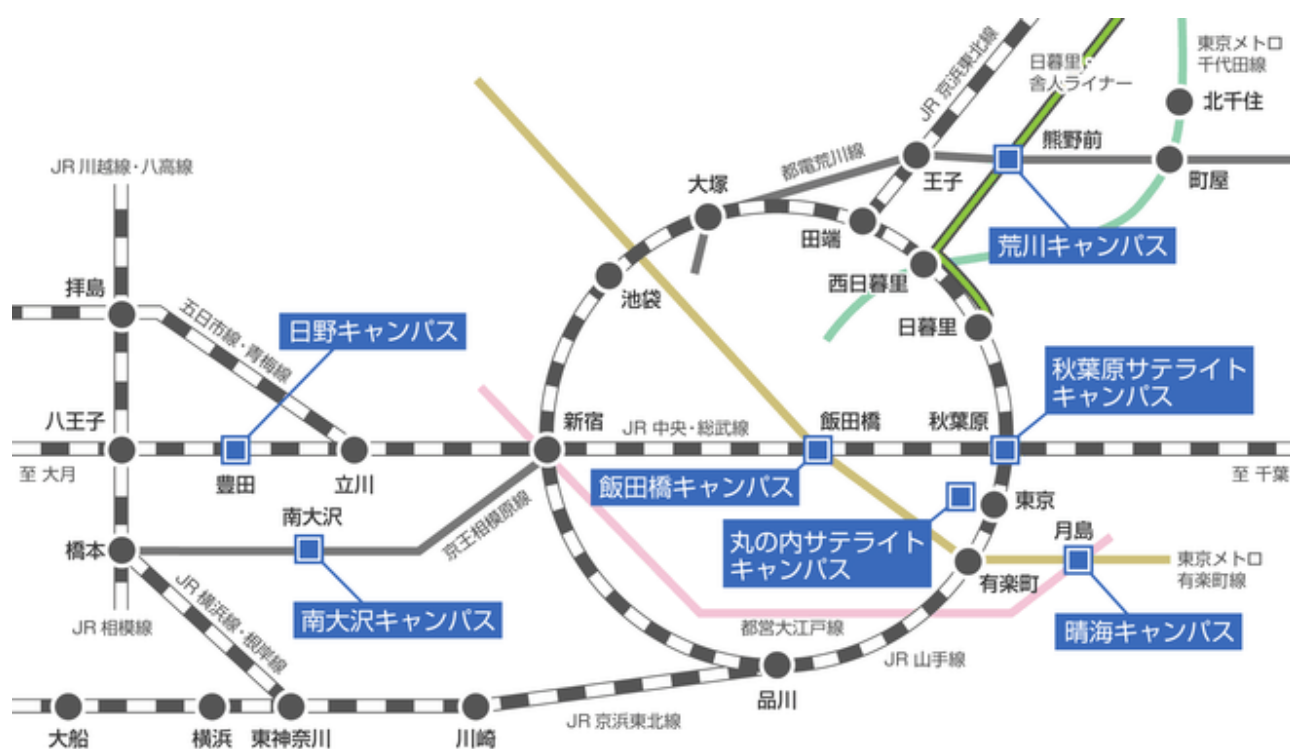 東京メトロ
千代田線
日暮里・
舎人ライナー
JR 京浜東北線
北千住
熊野前
都電荒川線
王子
町屋
JR 川越線・八高線
大塚
田端
荒川キャンパス
西日暮里
拝島
池袋
日暮里
五日市線・青梅線
日野キャンパス
秋葉原サテライト
キャンパス
八王子
新宿
JR 中央・総武線
飯田橋
秋葉原
至 大月
豊田
立川
飯田橋キャンパス
至 千葉
南大沢
京王相模原線
東京
丸の内サテライト
キャンパス
月島
橋本
有楽町
東京メトロ
有楽町線
JR 横浜線・根岸線
南大沢キャンパス
JR 相模線
都営大江戸線
晴海キャンパス
JR 山手線
品川
JR 京浜東北線
大船
横浜
東神奈川
川崎